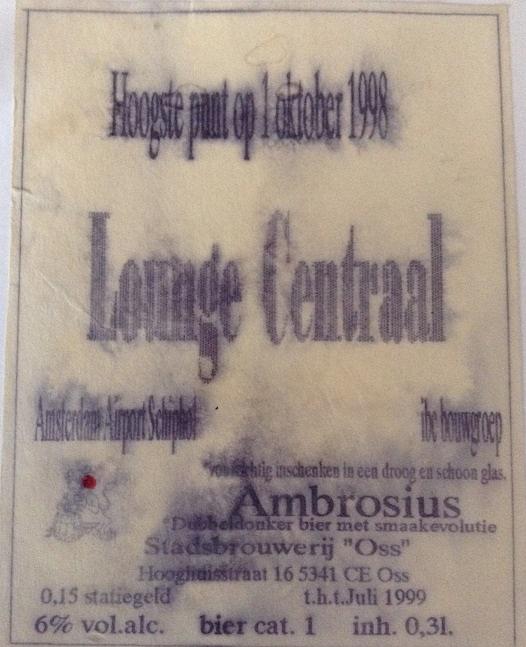 Hoogste punt op 1 oktober 1998
Lounge Centraal
Amsterdam Airport Schiphol
ibc bouwgroep
*voorzichtig inschenken in een droog en schoon glas.
Ambrosius
*Dubbeldonker bier met smaakevolutie
Stadsbrouwerij "Oss"
Hooghuisstraat 16 5341 CE Oss
0,15 statiegeld t.h.t.Juli 1999
6% vol.alc. bier cat. 1 inh. 0,3l.